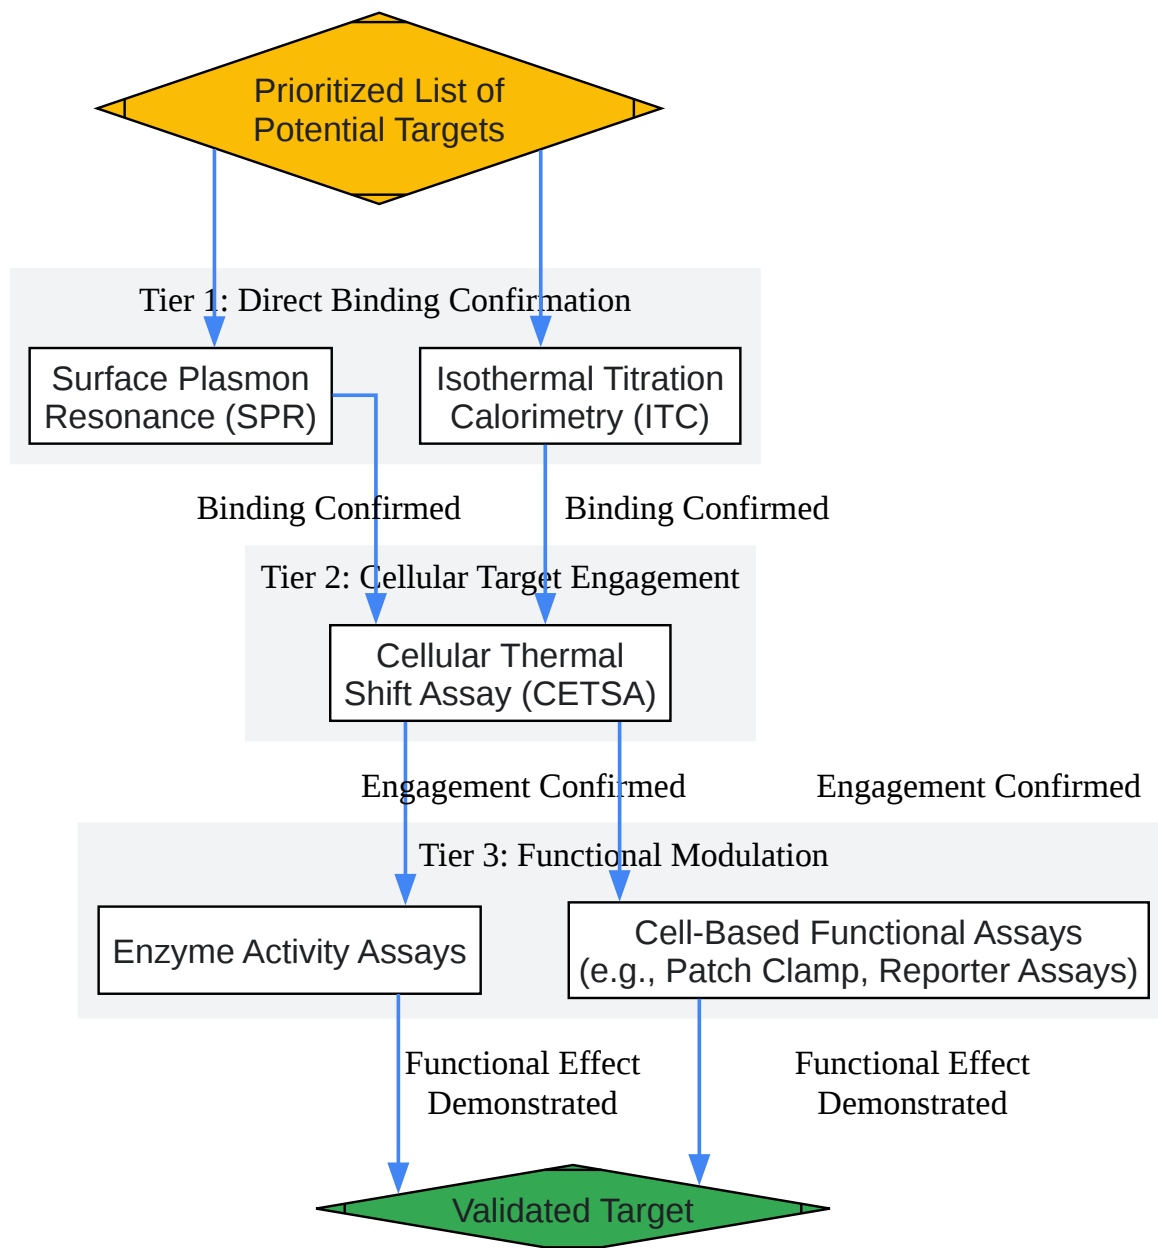 Prioritized List of
Potential Targets
Tier 1: Direct Binding Confirmation
Surface Plasmon
Resonance (SPR)
Isothermal Titration
Calorimetry (ITC)
Binding Confirmed
Binding Confirmed
Tier 2: Cellular Target Engagement
Cellular Thermal
Shift Assay (CETSA)
Engagement Confirmed
Engagement Confirmed
Tier 3: Functional Modulation
Enzyme Activity Assays
Cell-Based Functional Assays
(e.g., Patch Clamp, Reporter Assays)
Functional Effect
Demonstrated
Functional Effect
Demonstrated
Validated Target